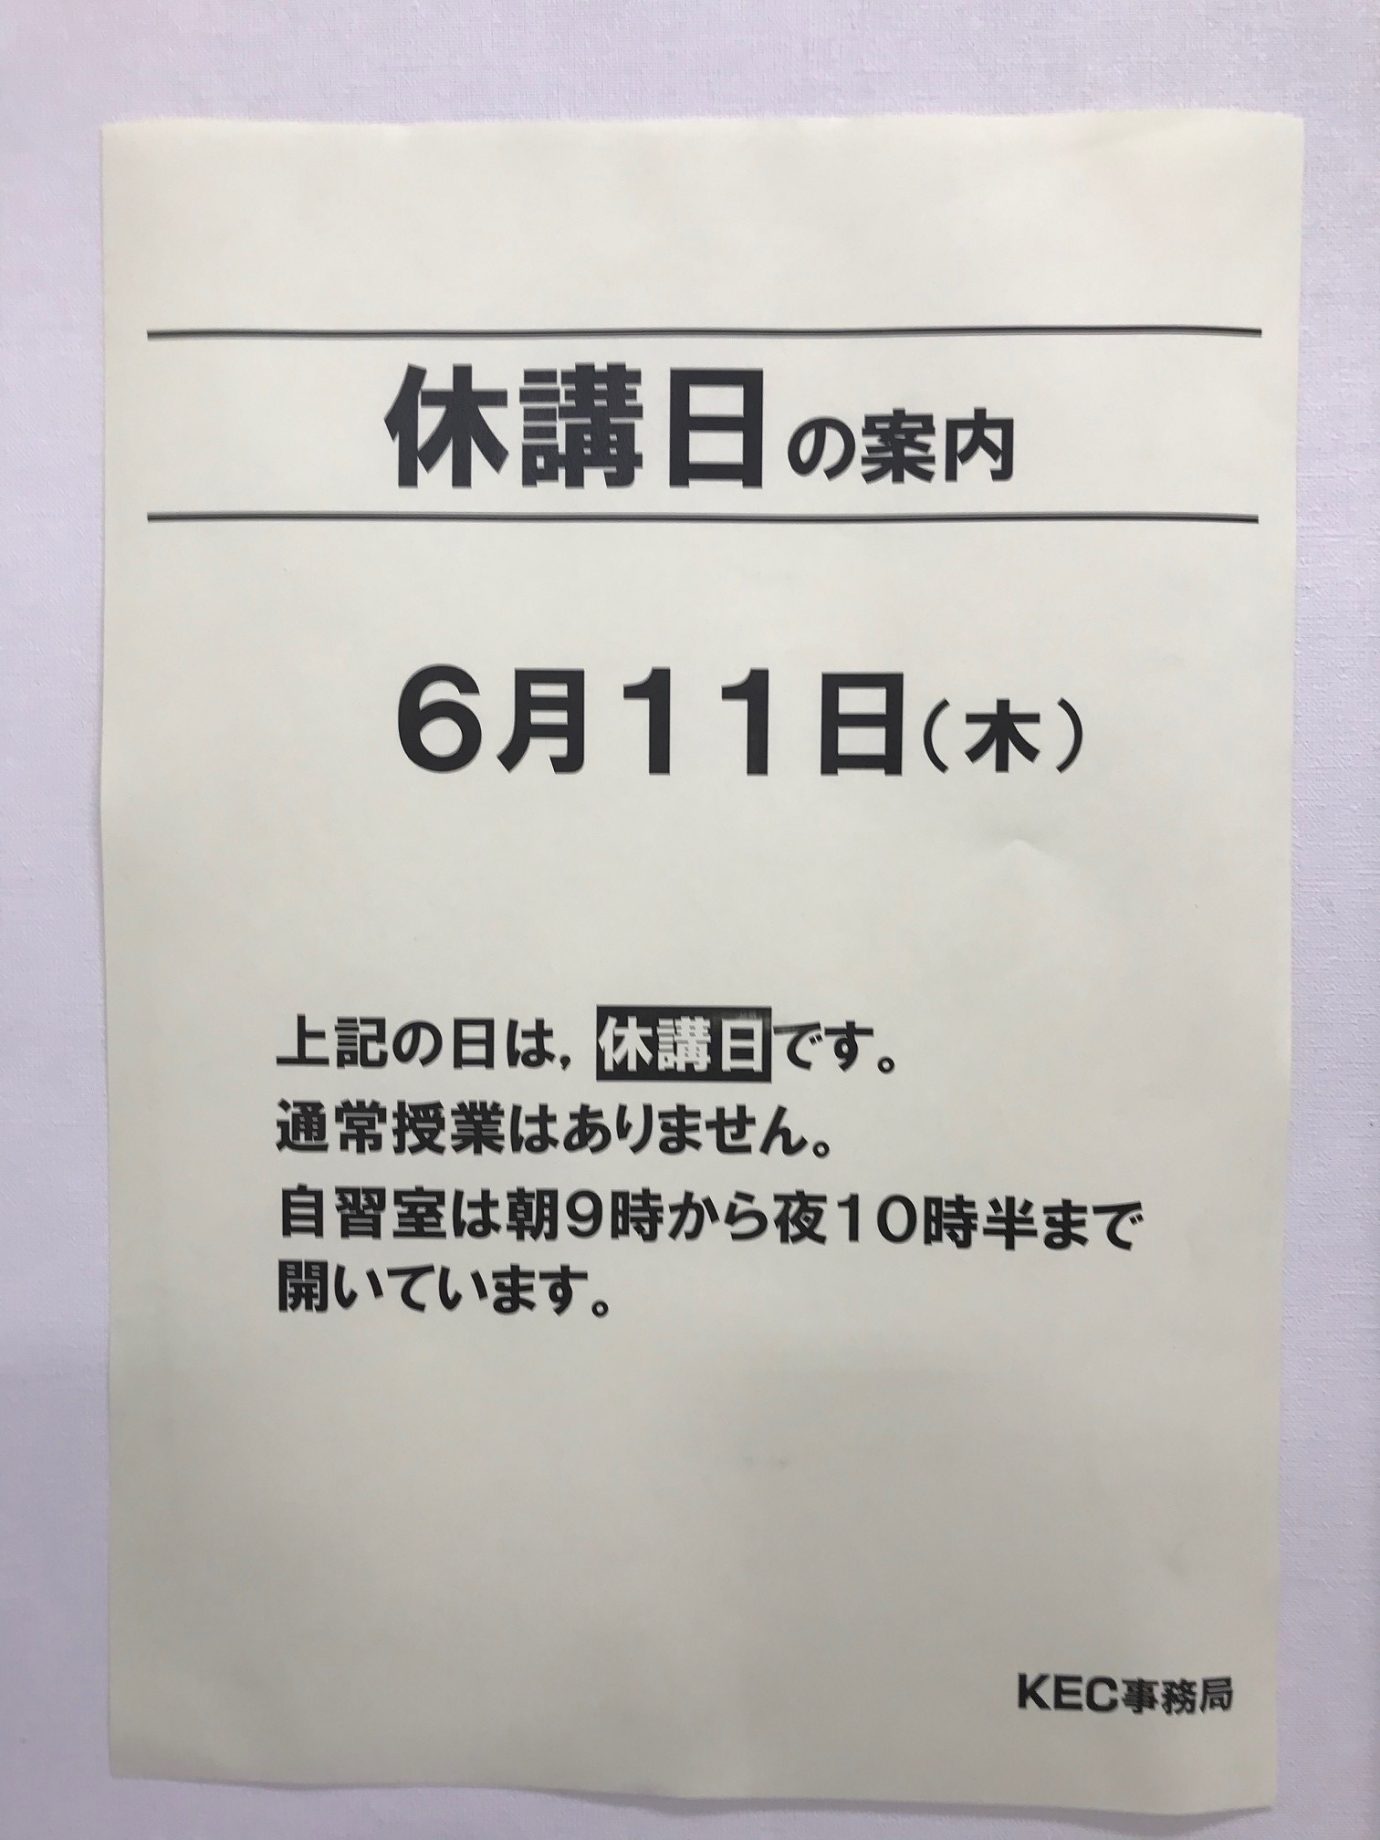 休講日の案内
６月１１日（木）
上記の日は，休講日です。
通常授業はありません。
自習室は朝９時から夜１０時半まで
開いています。
KEC事務局